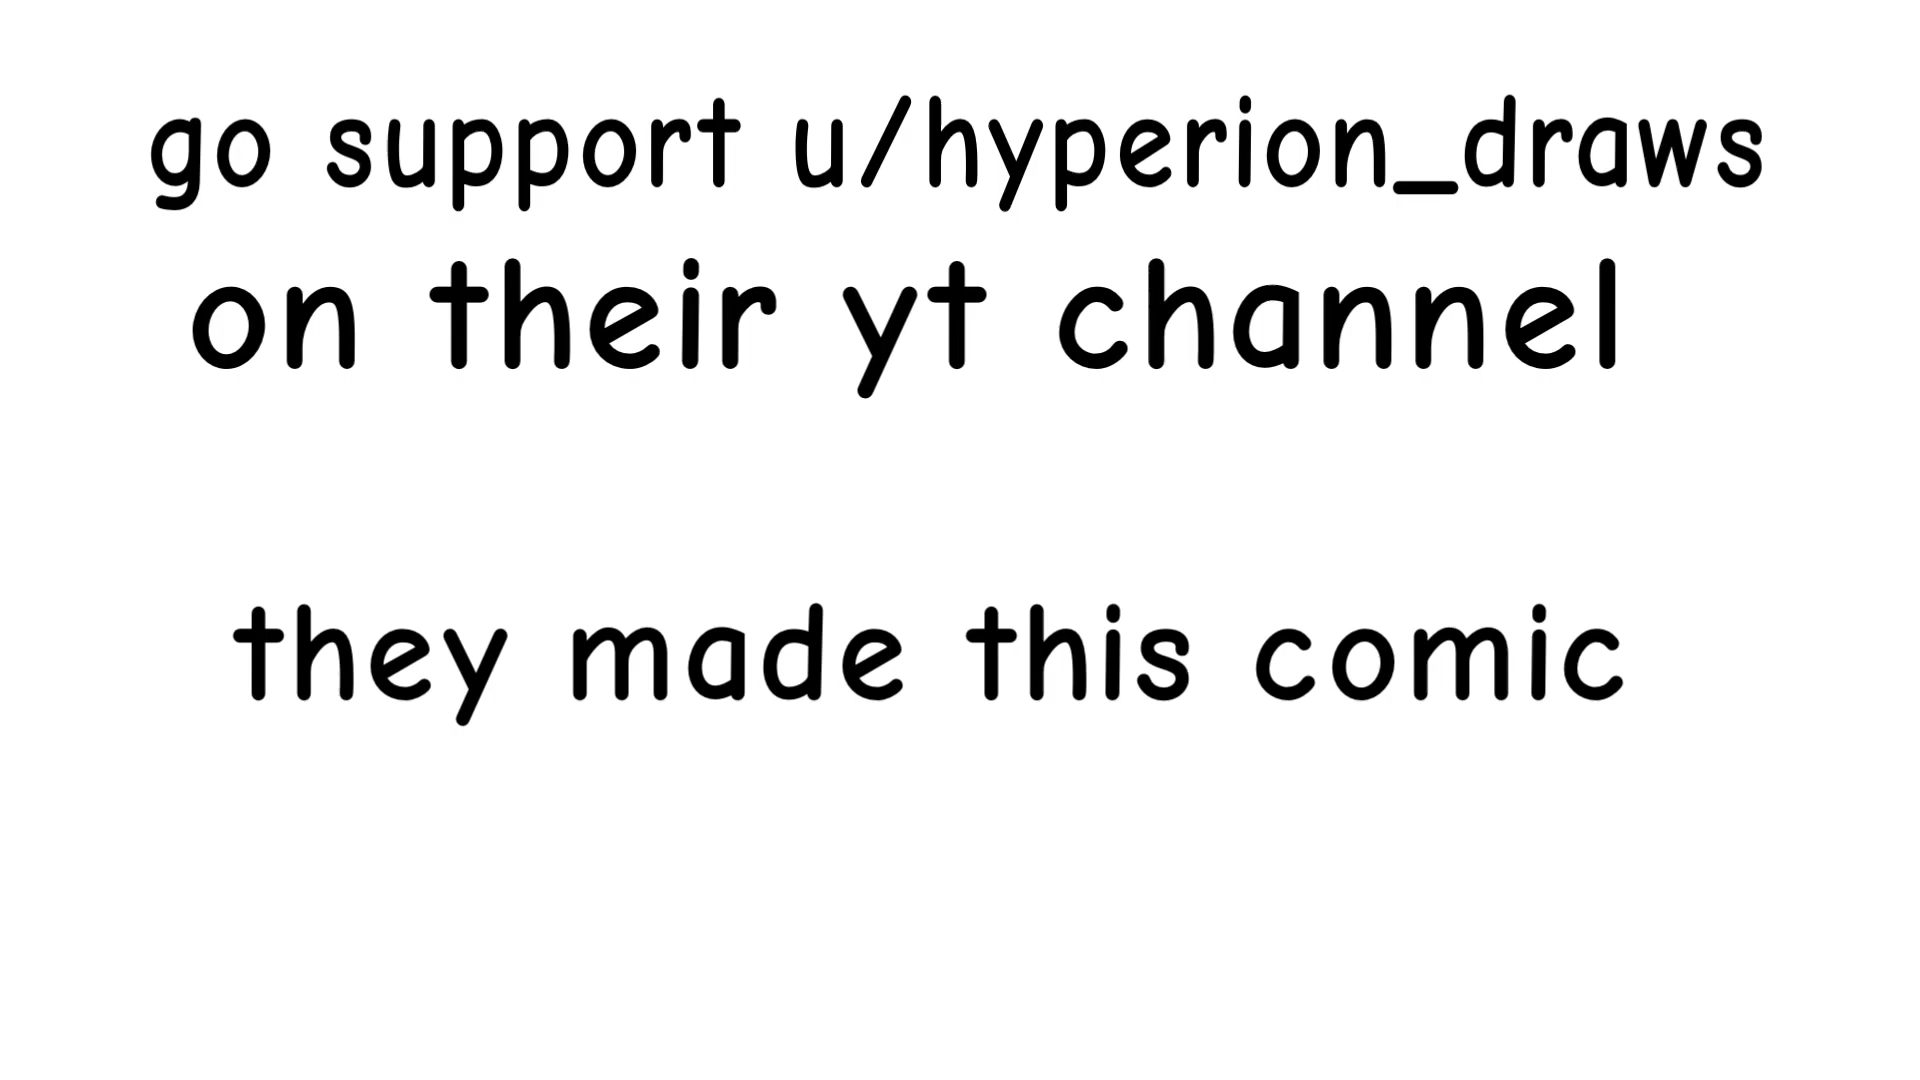 go support u/hyperion_draws
on their yt channel
they made this comic